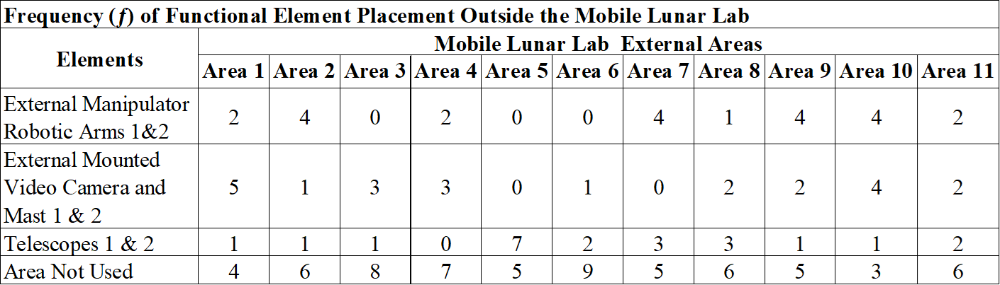 Frequency (f) of Functional Element Placement Outside the Mobile Lunar Lab
Elements
Mobile Lunar Lab External Areas
Area 1 Area 2 Area 3 Area 4 Area 5 Area 6 Area 7 Area 8 Area 9 Area 10 Area 11
External Manipulator
Robotic Arms 1&2
2 4 0 2 0 0 4 1 4 4 2
External Mounted
Video Camera and
Mast 1 & 2
5 1 3 3 0 1 0 2 2 4 2
Telescopes 1 & 2 1 1 1 0 7 2 3 3 1 1 2
Area Not Used 4 6 8 7 5 9 5 6 5 3 6